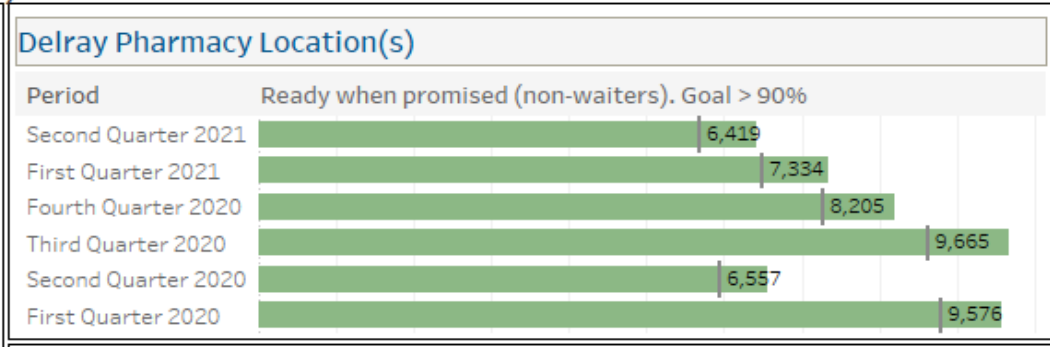 Delray Pharmacy Location(s)
Period Ready when promised (non-waiters). Goal > 90%
Second Quarter 2021 6,419
First Quarter 2021 7,334
Fourth Quarter 2020 8,205
Third Quarter 2020 9,665
Second Quarter 2020 6,557
First Quarter 2020 9,576